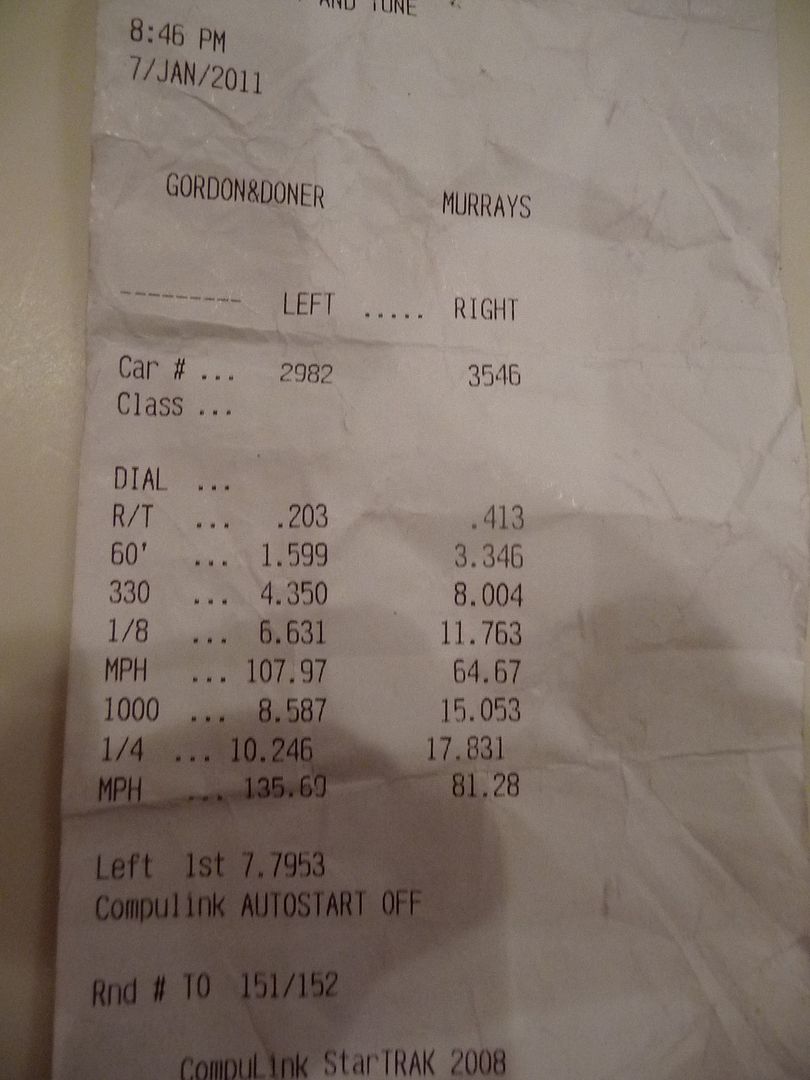 AND TUNE
8:46 PM
7/JAN/2011
GORDON&DONER MURRAYS
--------- LEFT ..... RIGHT
Car # ... 2982 3546
Class ...
DIAL ...
R/T ... .203 .413
60' ... 1.599 3.346
330 ... 4.350 8.004
1/8 ... 6.631 11.763
MPH ... 107.97 64.67
1000 ... 8.587 15.053
1/4 ... 10.246 17.831
MPH ... 135.69 81.28
Left 1st 7.7953
Compulink AUTOSTART OFF
Rnd # TO 151/152
CompuLink StarTRAK 2008